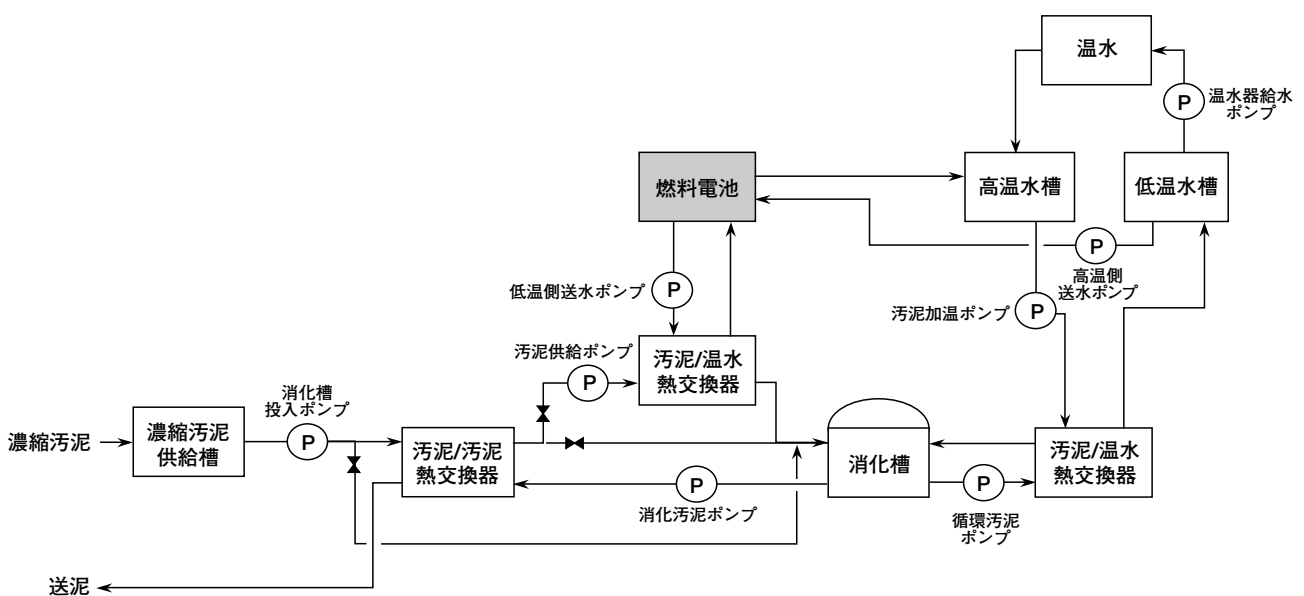 温水
P
温水器給水
ポンプ
燃料電池
高温水槽
低温水槽
P
高温側
送水ポンプ
低温側送水ポンプ
P
汚泥加温ポンプ
P
汚泥供給ポンプ
P
汚泥/温水
熱交換器
消化槽
投入ポンプ
濃縮汚泥
濃縮汚泥
供給槽
P
汚泥/汚泥
熱交換器
消化槽
汚泥/温水
熱交換器
P
消化汚泥ポンプ
P
循環汚泥
ポンプ
送泥